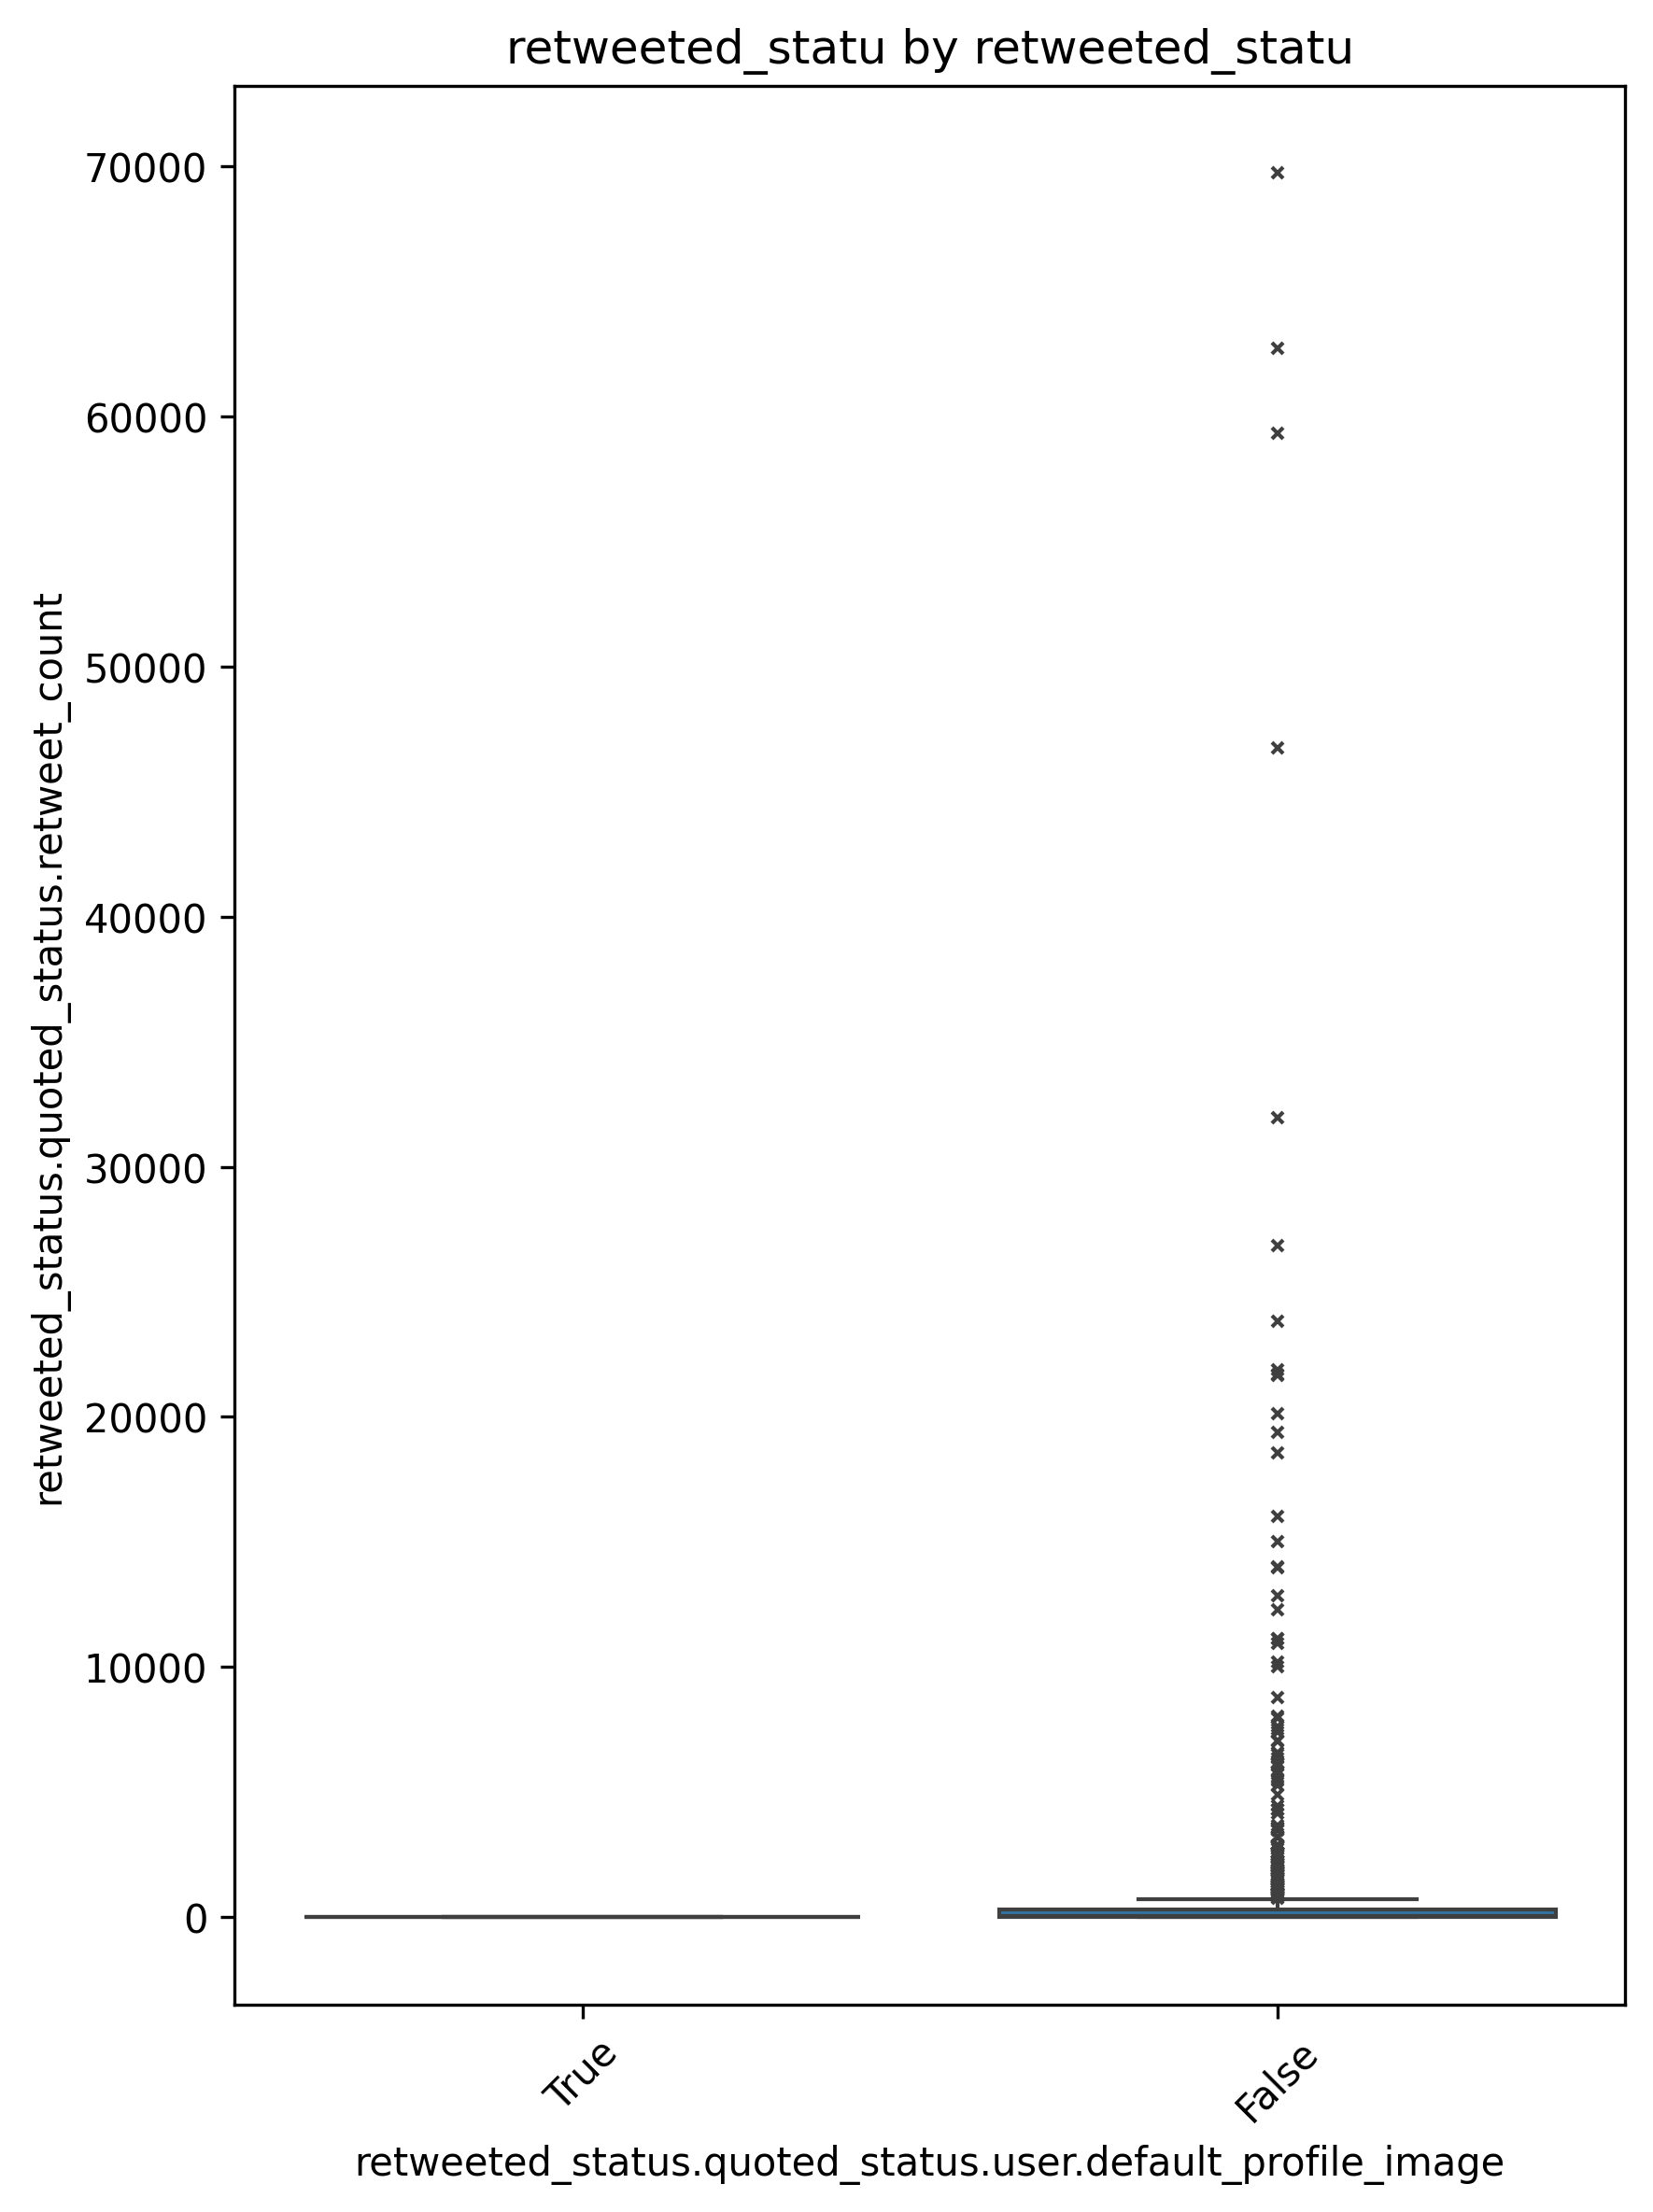 retweeted_statu by retweeted_statu
retweeted_status.quoted_status.retweet_count
70000
60000
50000
40000
30000
20000
10000
0
True
False
retweeted_status.quoted_status.user.default_profile_image